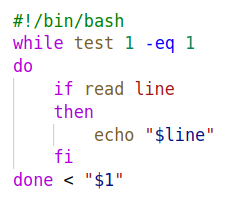 #!/bin/bash
while test 1 -eq 1
do
    if read line
    then
        echo "$line"
    fi
done < "$1"